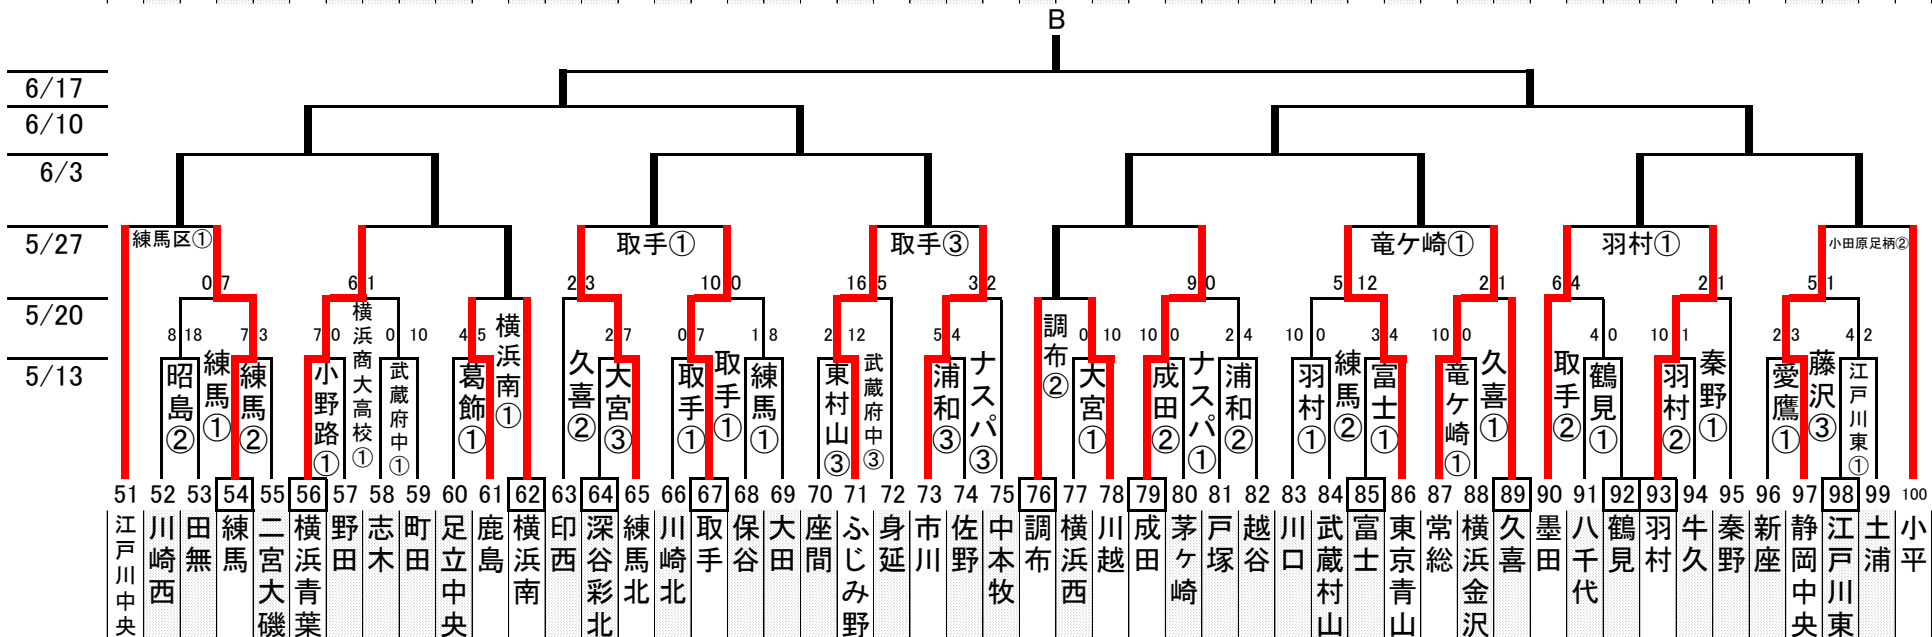 B
6/17
6/10
6/3
5/27
5/20
5/13
練馬区①
取手①
取手③
竜ケ崎①
羽村①
小田原足柄②
0 7
6 1
2 3
10 0
16 5
3 2
9 0
5 12
2 1
6 4
2 1
5 1
8 18
7 3
7 0
0 10
4 5
2 7
0 7
1 8
2 12
5 4
0 10
10 0
2 4
10 0
3 4
10 0
4 0
10 1
2 3
4 2
昭島②
練馬①
練馬②
小野路①
横浜商大高校①
武蔵府中①
葛飾①
横浜南①
久喜②
大宮③
取手①
取手①
練馬①
東村山③
武蔵府中③
浦和③
ナスパ③
調布②
大宮①
成田②
ナスパ①
浦和②
羽村①
練馬②
富士①
竜ケ崎①
久喜①
取手②
鶴見①
羽村②
秦野①
愛鷹①
藤沢③
江戸川東①
51 江戸川中央
52 川崎西
53 田無
54 練馬
55 二宮大磯
56 横浜青葉
57 野田
58 志木
59 町田
60 足立中央
61 鹿島
62 横浜南
63 印西
64 深谷彩北
65 練馬北
66 川崎北
67 取手
68 保谷
69 大田
70 座間
71 ふじみ野
72 身延
73 市川
74 佐野
75 中本牧
76 調布
77 横浜西
78 川越
79 成田
80 茅ヶ崎
81 戸塚
82 越谷
83 川口
84 武蔵村山
85 富士
86 東京青山
87 常総
88 横浜金沢
89 久喜
90 墨田
91 八千代
92 鶴見
93 羽村
94 牛久
95 秦野
96 新座
97 静岡中央
98 江戸川東
99 土浦
100 小平